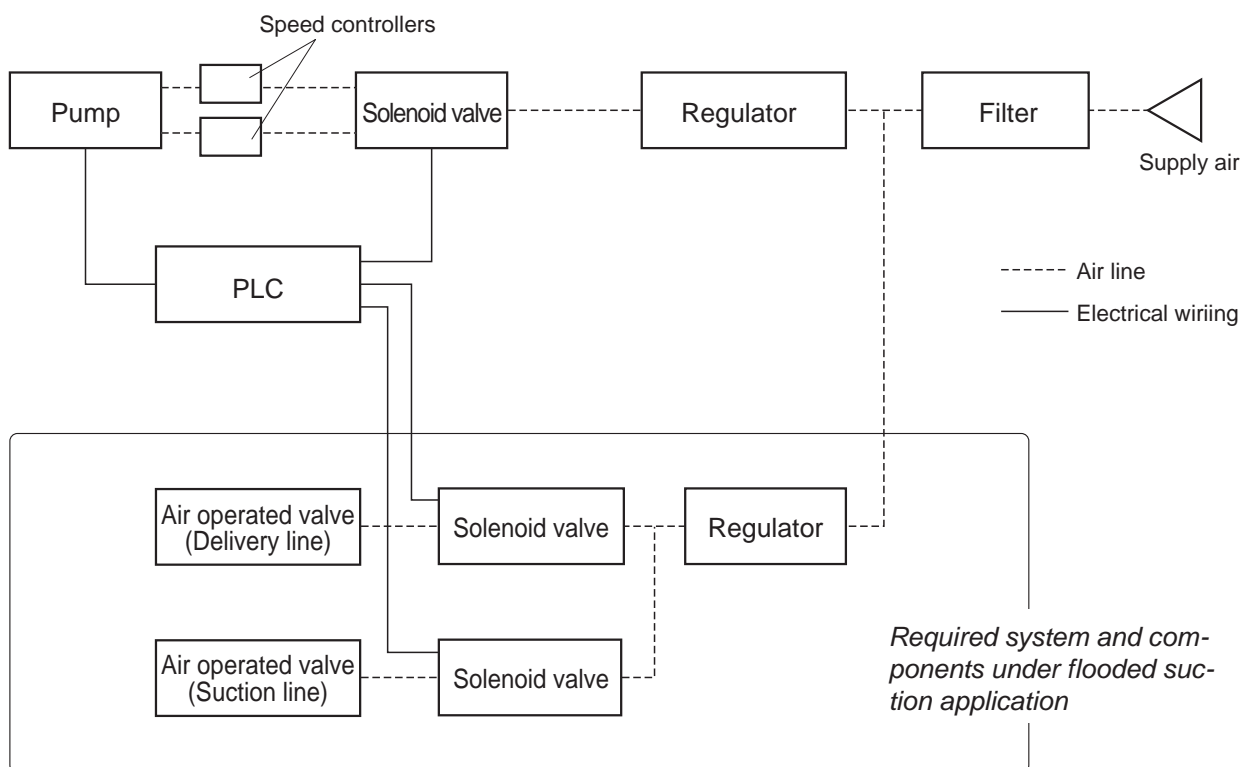 Speed controllers
Pump
Solenoid valve
Regulator
Filter
Supply air
PLC
Air line
Electrical wiriing
Air operated valve
(Delivery line)
Solenoid valve
Regulator
Air operated valve
(Suction line)
Solenoid valve
Required system and com-
ponents under flooded suc-
tion application